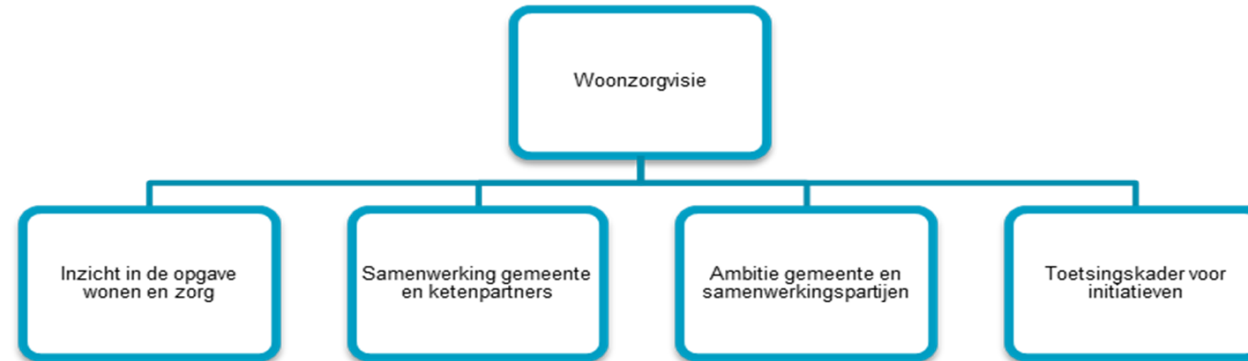 Woonzorgvisie
Inzicht in de opgave
wonen en zorg
Samenwerking gemeente
en ketenpartners
Ambitie gemeente en
samenwerkingspartijen
Toetsingskader voor
initiatieven